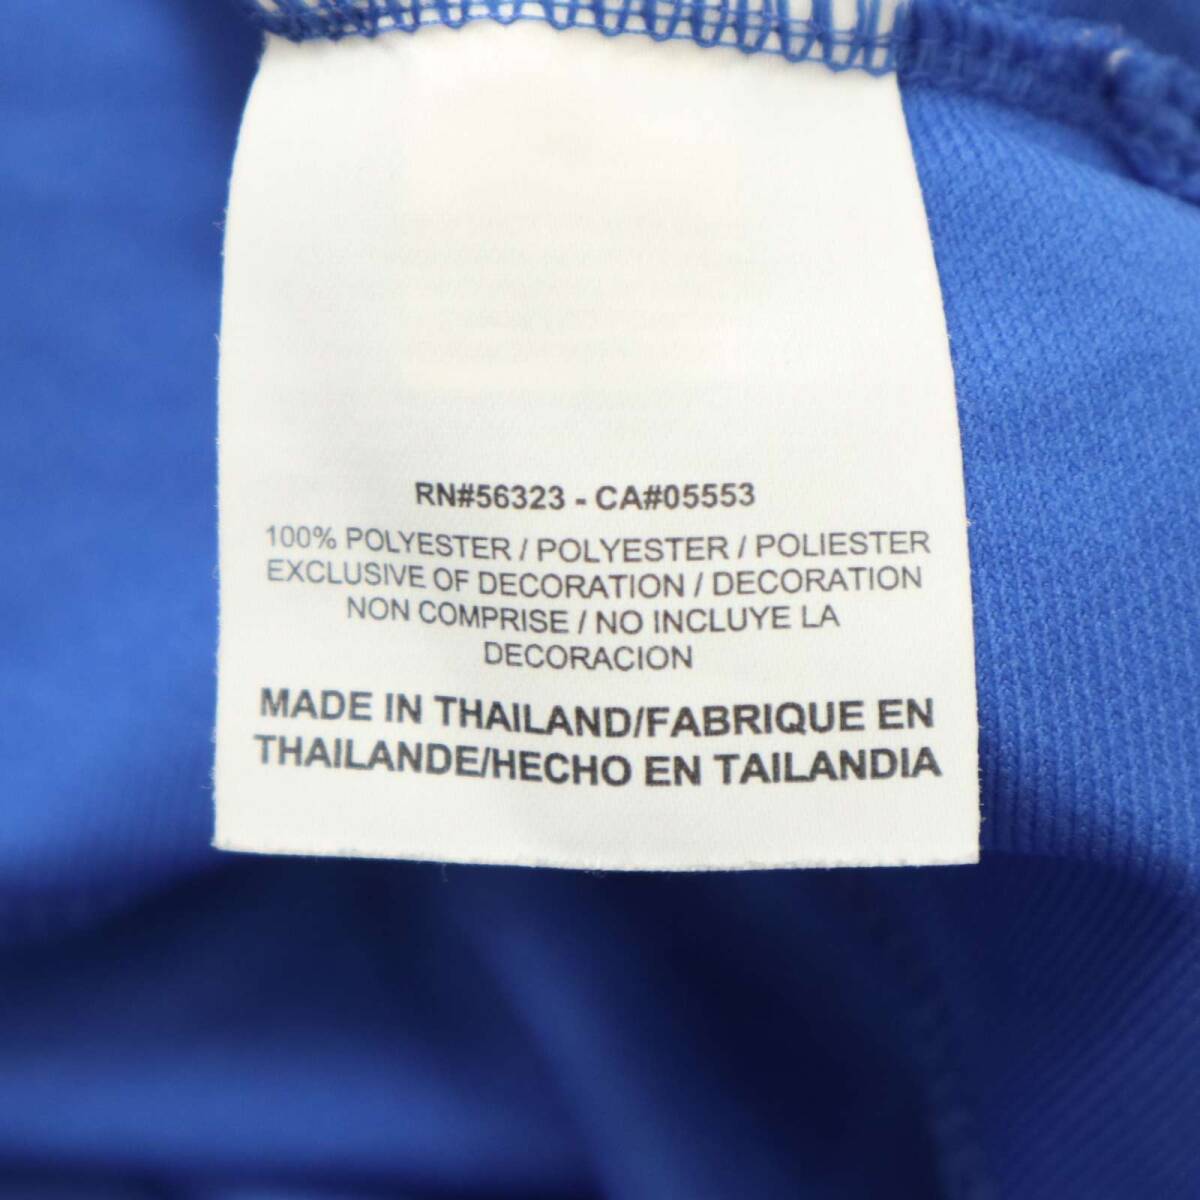 RN#56323 - CA#05553
100% POLYESTER / POLYESTER / POLIESTER
EXCLUSIVE OF DECORATION / DECORATION
NON COMPRISE / NO INCLUYE LA
DECORACION
MADE IN THAILAND/FABRIQUE EN
THAILANDE/HECHO EN TAILANDIA